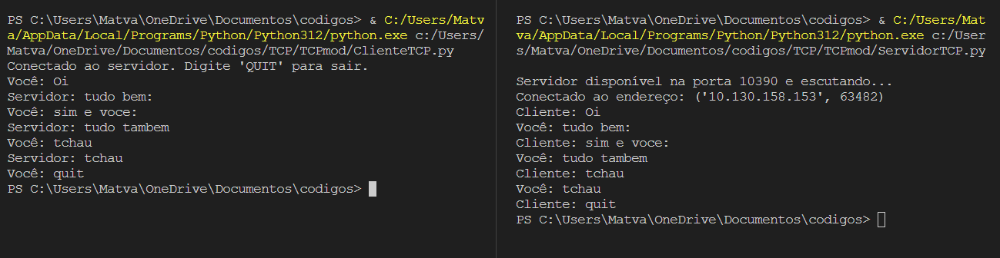 PS C:\Users\Matva\OneDrive\Documentos\codigos> & C:/Users/Matv
a/AppData/Local/Programs/Python/Python312/python.exe c:/Users/
Matva/OneDrive/Documentos/codigos/TCP/TCPmod/ClienteTCP.py
Conectado ao servidor. Digite 'QUIT' para sair.
Você: Oi
Servidor: tudo bem:
Você: sim e voce:
Servidor: tudo tambem
Você: tchau
Servidor: tchau
Você: quit
PS C:\Users\Matva\OneDrive\Documentos\codigos>
PS C:\Users\Matva\OneDrive\Documentos\codigos> & C:/Users/Mat
va/AppData/Local/Programs/Python/Python312/python.exe c:/User
s/Matva/OneDrive/Documentos/codigos/TCP/TCPmod/ServidorTCP.py
Servidor disponível na porta 10390 e escutando...
Conectado ao endereço: ('10.130.158.153', 63482)
Cliente: Oi
Você: tudo bem:
Cliente: sim e voce:
Você: tudo tambem
Cliente: tchau
Você: tchau
Cliente: quit
PS C:\Users\Matva\OneDrive\Documentos\codigos>